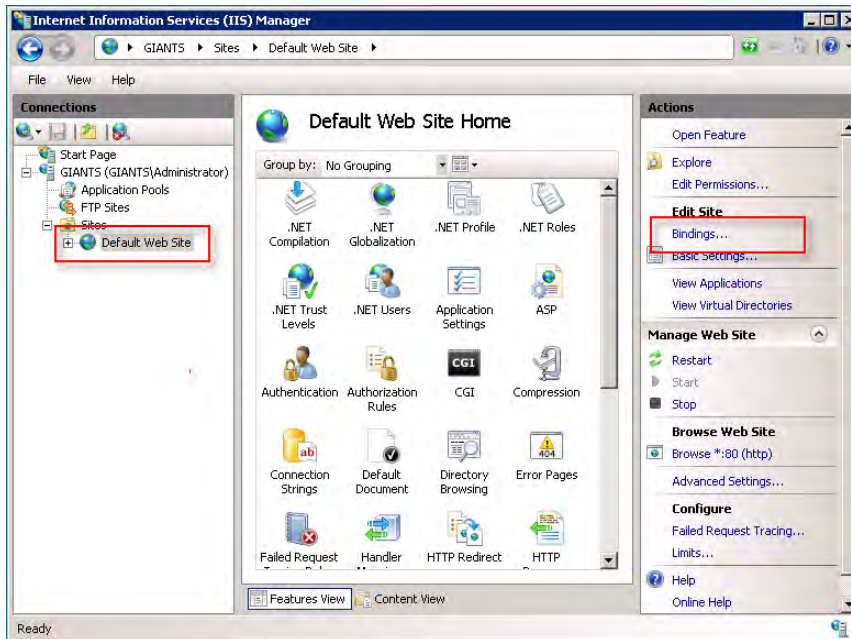 Internet Information Services (IIS) Manager
GIANTS
Sites
Default Web Site
File View Help
Connections
Start Page
GIANTS (GIANTS\Administrator)
Application Pools
FTP Sites
Sites
Default Web Site
Default Web Site Home
Group by: No Grouping
.NET Compilation
.NET Globalization
.NET Profile
.NET Roles
.NET Trust Levels
.NET Users
Application Settings
ASP
Authentication
Authorization Rules
CGI
CGI
Compression
ab
Connection Strings
Default Document
Directory Browsing
404
Error Pages
Failed Request
Handler
HTTP Redirect
HTTP
Features View
Content View
Actions
Open Feature
Explore
Edit Permissions...
Edit Site
Bindings...
Basic Settings...
View Applications
View Virtual Directories
Manage Web Site
Restart
Start
Stop
Browse Web Site
Browse *:80 (http)
Advanced Settings...
Configure
Failed Request Tracing...
Limits...
Help
Online Help
Ready